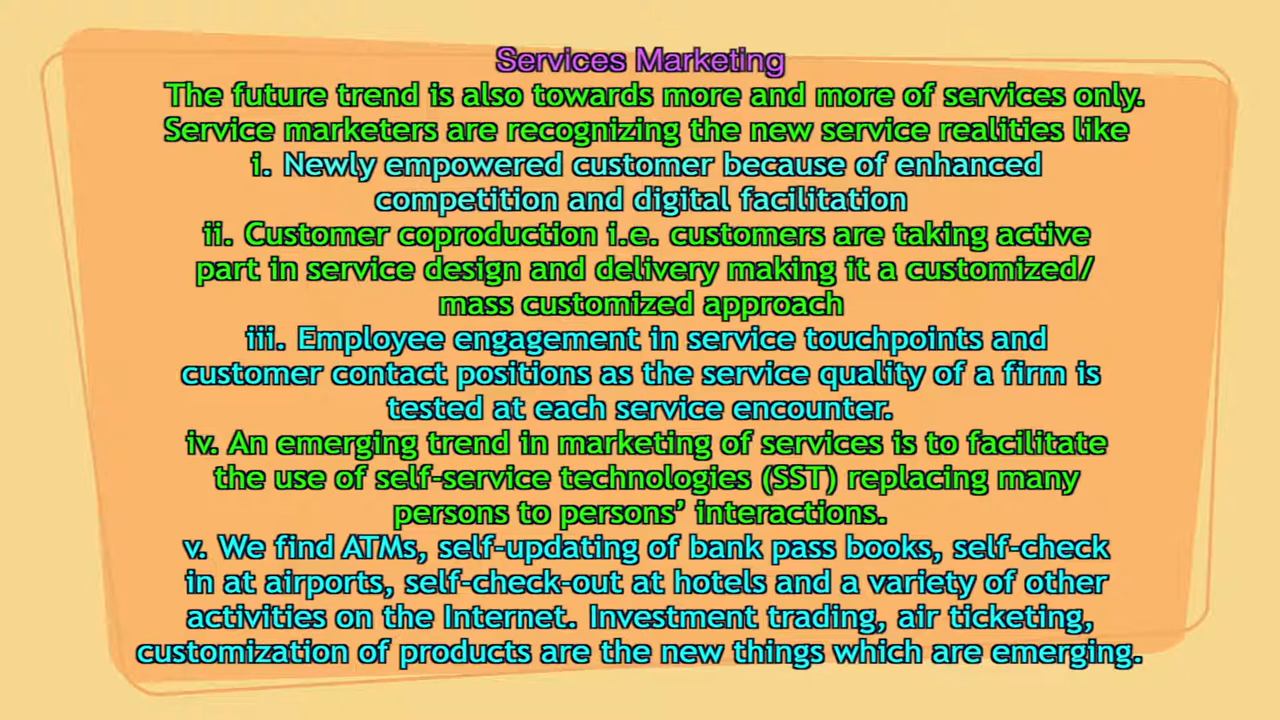 Services Marketing
The future trend is also towards more and more of services only.
Service marketers are recognizing the new service realities like
i. Newly empowered customer because of enhanced
competition and digital facilitation
ii. Customer coproduction i.e. customers are taking active
part in service design and delivery making it a customized/
mass customized approach
iii. Employee engagement in service touchpoints and
customer contact positions as the service quality of a firm is
tested at each service encounter.
iv. An emerging trend in marketing of services is to facilitate
the use of self-service technologies (SST) replacing many
persons to persons’ interactions.
v. We find ATMs, self-updating of bank pass books, self-check
in at airports, self-check-out at hotels and a variety of other
activities on the Internet. Investment trading, air ticketing,
customization of products are the new things which are emerging.